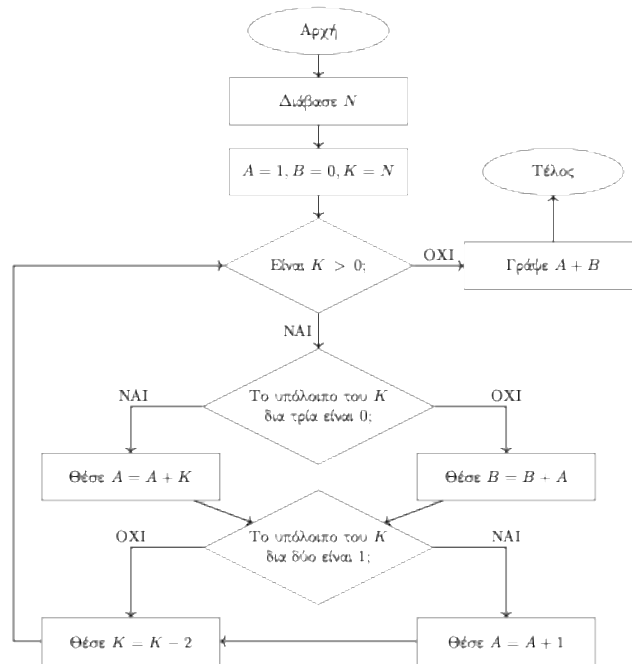 Αρχή
Διάβασε N
A = 1, B = 0, K = N
Τέλος
Είναι K > 0;
ΟΧΙ
Γράψε A + B
ΝΑΙ
Το υπόλοιπο του K
δια τρία είναι 0;
ΝΑΙ
ΟΧΙ
Θέσε A = A + K
Θέσε B = B + A
Το υπόλοιπο του K
δια δύο είναι 1;
ΟΧΙ
ΝΑΙ
Θέσε K = K − 2
Θέσε A = A + 1